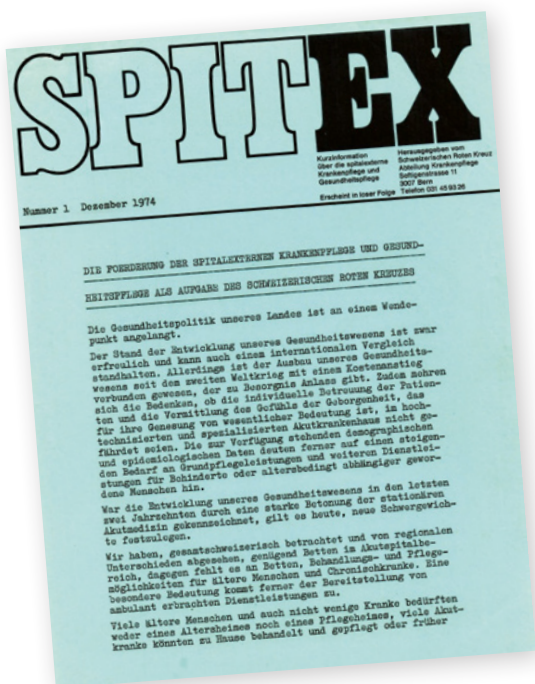 SPITEX
Kurzinformation
über die spitalexterne
Krankenpflege und
Gesundheitspflege
Erscheint in loser Folge
Herausgegeben vom
Schweizerischen Roten Kreuz
Abteilung Krankenpflege
Seftigenstrasse 11
3007 Bern
Telefon 031 45 93 26
Nummer 1 Dezember 1974
DIE FOERDERUNG DER SPITALEXTERNEN KRANKENPFLEGE UND GESUND-
HEITSPFLEGE ALS AUFGABE DES SCHWEIZERISCHEN ROTEN KREUZES
Die Gesundheitspolitik unseres Landes ist an einem Wende-
punkt angelangt.
Der Stand der Entwicklung unseres Gesundheitswesens ist zwar
erfreulich und kann auch einem internationalen Vergleich
standhalten. Allerdings ist der Ausbau unseres Gesundheits-
wesens seit dem zweiten Weltkrieg mit einem Kostenanstieg
verbunden gewesen, der zu Besorgnis Anlass gibt. Zudem mehren
sich die Bedenken, ob die individuelle Betreuung der Patien-
ten und die Vermittlung des Gefühls der Geborgenheit, das
für ihre Genesung von wesentlicher Bedeutung ist, im hoch-
technisierten und spezialisierten Akutkrankenhaus nicht ge-
fährdet seien. Die zur Verfügung stehenden demographischen
und epidemiologischen Daten deuten ferner auf einen steigen-
den Bedarf an Grundpflegeleistungen und weiteren Dienstlei-
stungen für Behinderte oder altersbedingt abhängiger gewor-
dene Menschen hin.
War die Entwicklung unseres Gesundheitswesens in den letzten
zwei Jahrzehnten durch eine starke Betonung der stationären
Akutmedizin gekennzeichnet, gilt es heute, neue Schwergewich-
te festzulegen.
Wir haben, gesamtschweizerisch betrachtet und von regionalen
Unterschieden abgesehen, genügend Betten im Akutspitalbe-
reich, dagegen fehlt es an Betten, Behandlungs- und Pflege-
möglichkeiten für ältere Menschen und Chronischkranke. Eine
besondere Bedeutung kommt ferner der Bereitstellung von
ambulant erbrachten Dienstleistungen zu.
Viele ältere Menschen und auch nicht wenige Kranke bedürften
weder eines Altersheimes noch eines Pflegeheimes, viele Akut-
kranke könnten zu Hause behandelt und gepflegt oder früher